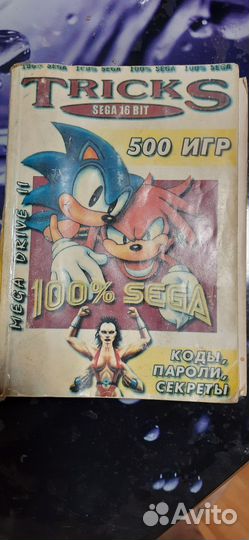 100% SEGA 100% SEGA 100% SEGA 100% SEGA
TRICKS
SEGA 16 BIT
500 ИГР
MEGA DRIVE II
100% SEGA
КОДЫ,
ПАРОЛИ,
СЕКРЕТЫ
Avito